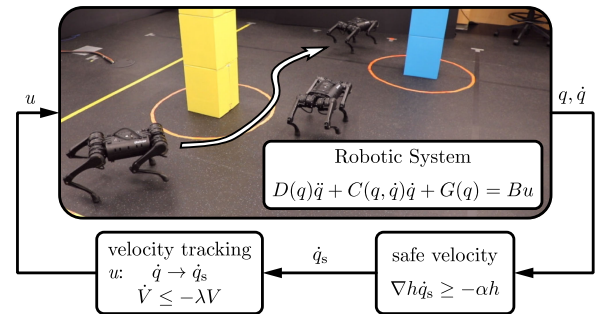 u
q, q̇
Robotic System
D(q)q̈ + C(q, q̇)q̇ + G(q) = Bu
velocity tracking
u: q̇ → q̇ₛ
V̇ ≤ −λV
q̇ₛ
safe velocity
∇hq̇ₛ ≥ −αh